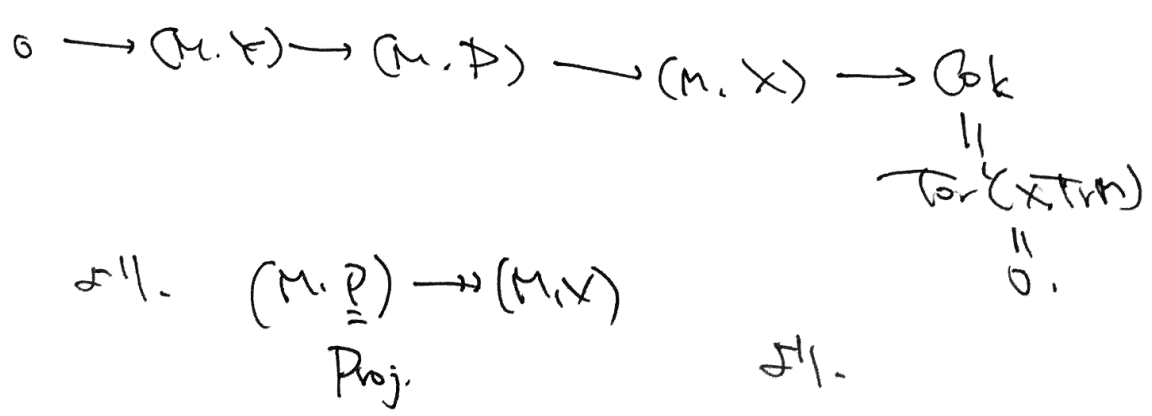 0 → (M.Y) → (M.P) → (M.X) → Cok
||
Tor¹(X,TrM)
||
0.
(M.P) ↠ (M,X)
Proj.